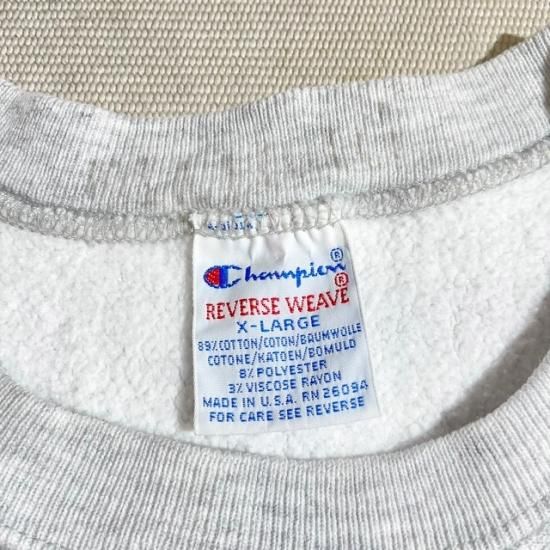 Champion®
REVERSE WEAVE®
X-LARGE
89% COTTON/COTON/BAUMWOLLE
COTONE/KATOEN/BOMULD
8% POLYESTER
3% VISCOSE RAYON
MADE IN U.S.A. RN 26094
FOR CARE SEE REVERSE